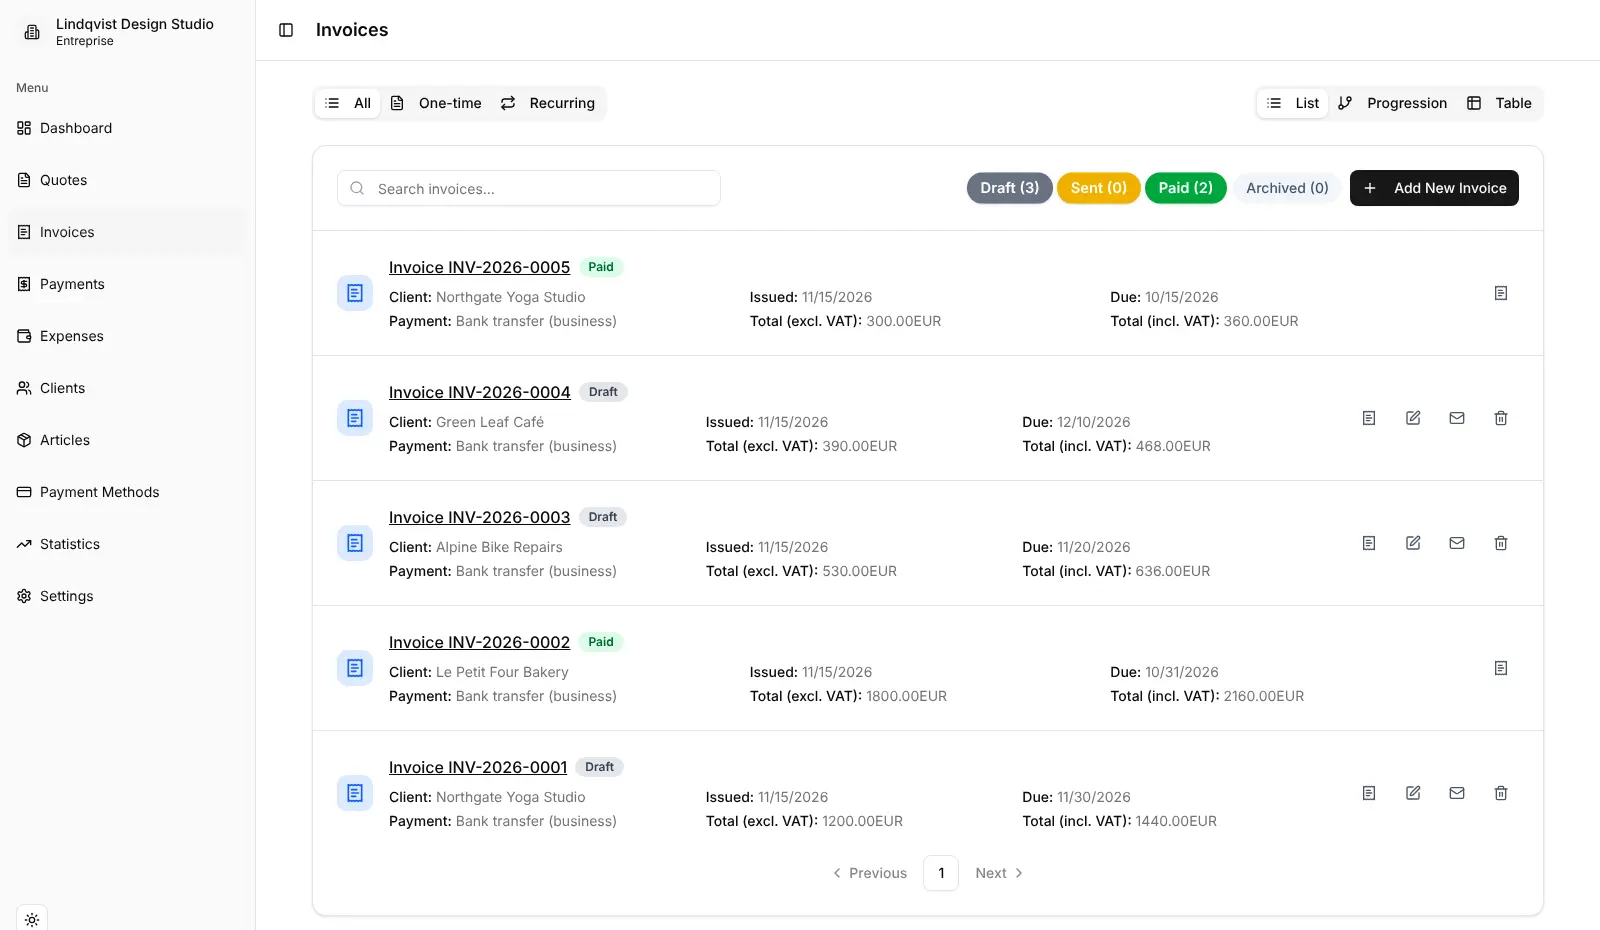 Lindqvist Design Studio
Entreprise
Menu
Dashboard
Quotes
Invoices
Payments
Expenses
Clients
Articles
Payment Methods
Statistics
Settings
Invoices
All One-time Recurring
List Progression Table
Search invoices...
Draft (3) Sent (0) Paid (2) Archived (0) Add New Invoice
Invoice INV-2026-0005 Paid
Client: Northgate Yoga Studio Issued: 11/15/2026 Due: 10/15/2026
Payment: Bank transfer (business) Total (excl. VAT): 300.00EUR Total (incl. VAT): 360.00EUR
Invoice INV-2026-0004 Draft
Client: Green Leaf Café Issued: 11/15/2026 Due: 12/10/2026
Payment: Bank transfer (business) Total (excl. VAT): 390.00EUR Total (incl. VAT): 468.00EUR
Invoice INV-2026-0003 Draft
Client: Alpine Bike Repairs Issued: 11/15/2026 Due: 11/20/2026
Payment: Bank transfer (business) Total (excl. VAT): 530.00EUR Total (incl. VAT): 636.00EUR
Invoice INV-2026-0002 Paid
Client: Le Petit Four Bakery Issued: 11/15/2026 Due: 10/31/2026
Payment: Bank transfer (business) Total (excl. VAT): 1800.00EUR Total (incl. VAT): 2160.00EUR
Invoice INV-2026-0001 Draft
Client: Northgate Yoga Studio Issued: 11/15/2026 Due: 11/30/2026
Payment: Bank transfer (business) Total (excl. VAT): 1200.00EUR Total (incl. VAT): 1440.00EUR
Previous 1 Next